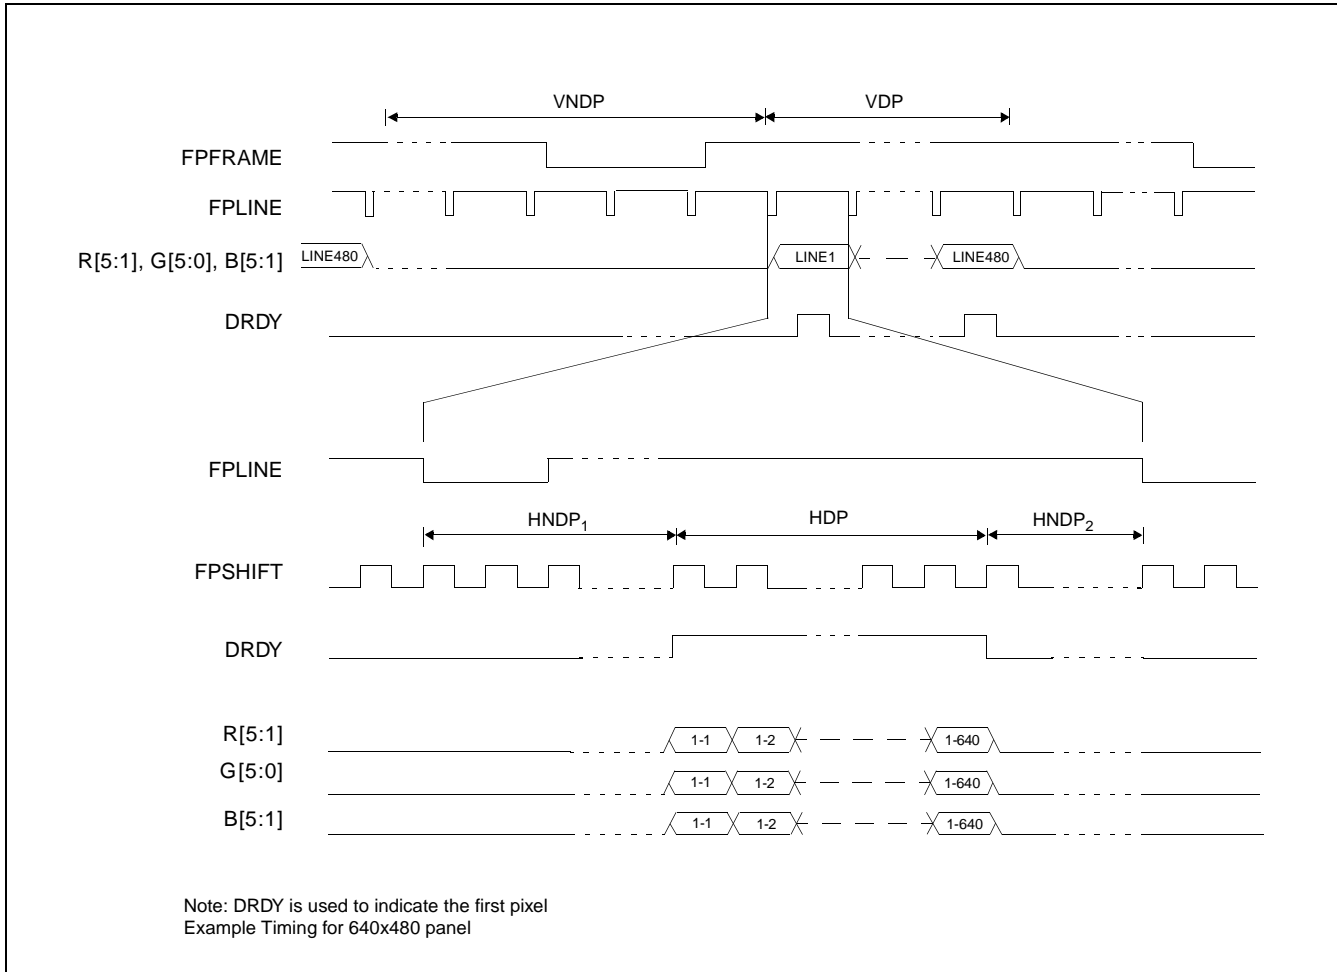 VNDP VDP
FPFRAME
FPLINE
R[5:1], G[5:0], B[5:1] LINE480 LINE1 LINE480
DRDY
FPLINE
HNDP1 HDP HNDP2
FPSHIFT
DRDY
R[5:1] 1-1 1-2 1-640
G[5:0] 1-1 1-2 1-640
B[5:1] 1-1 1-2 1-640
Note: DRDY is used to indicate the first pixel
Example Timing for 640x480 panel